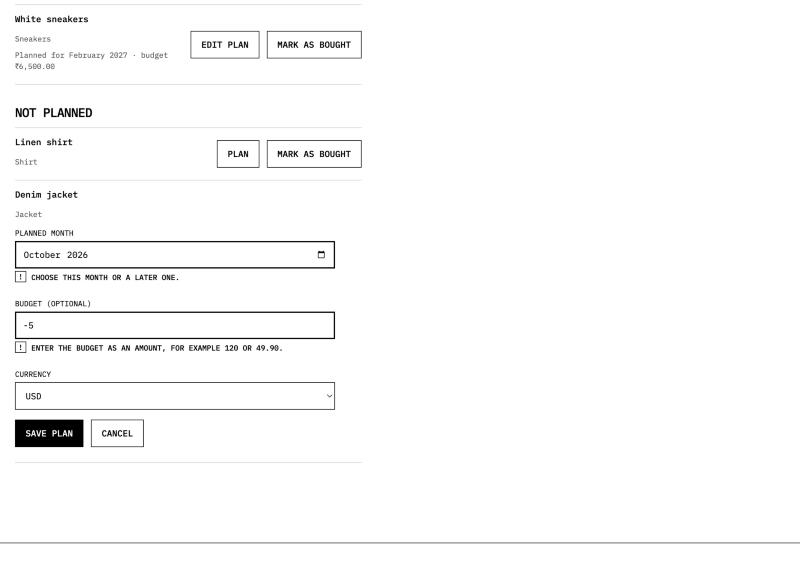 White sneakers
Sneakers
Planned for February 2027 · budget
₹6,500.00
EDIT PLAN
MARK AS BOUGHT
NOT PLANNED
Linen shirt
Shirt
PLAN
MARK AS BOUGHT
Denim jacket
Jacket
PLANNED MONTH
October 2026
! CHOOSE THIS MONTH OR A LATER ONE.
BUDGET (OPTIONAL)
-5
! ENTER THE BUDGET AS AN AMOUNT, FOR EXAMPLE 120 OR 49.90.
CURRENCY
USD
SAVE PLAN
CANCEL